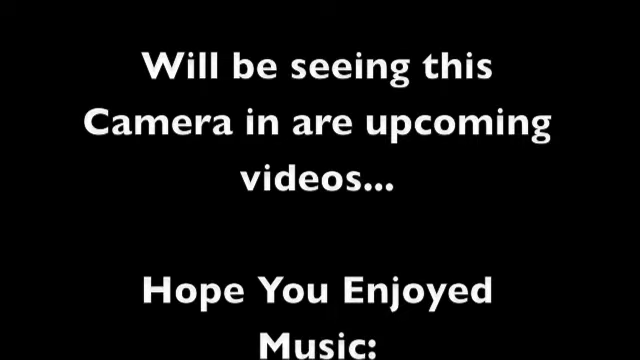 Will be seeing this
Camera in are upcoming
videos...
Hope You Enjoyed
Music: